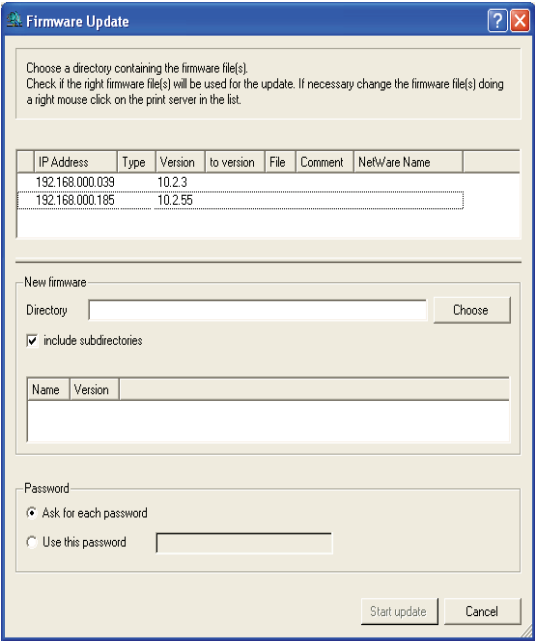 Firmware Update
Choose a directory containing the firmware file(s).
Check if the right firmware file(s) will be used for the update. If necessary change the firmware file(s) doing
a right mouse click on the print server in the list.
IP Address Type Version to version File Comment NetWare Name
192.168.000.039 10.2.3
192.168.000.185 10.2.55
New firmware
Directory Choose
include subdirectories
Name Version
Password
Ask for each password
Use this password
Start update Cancel